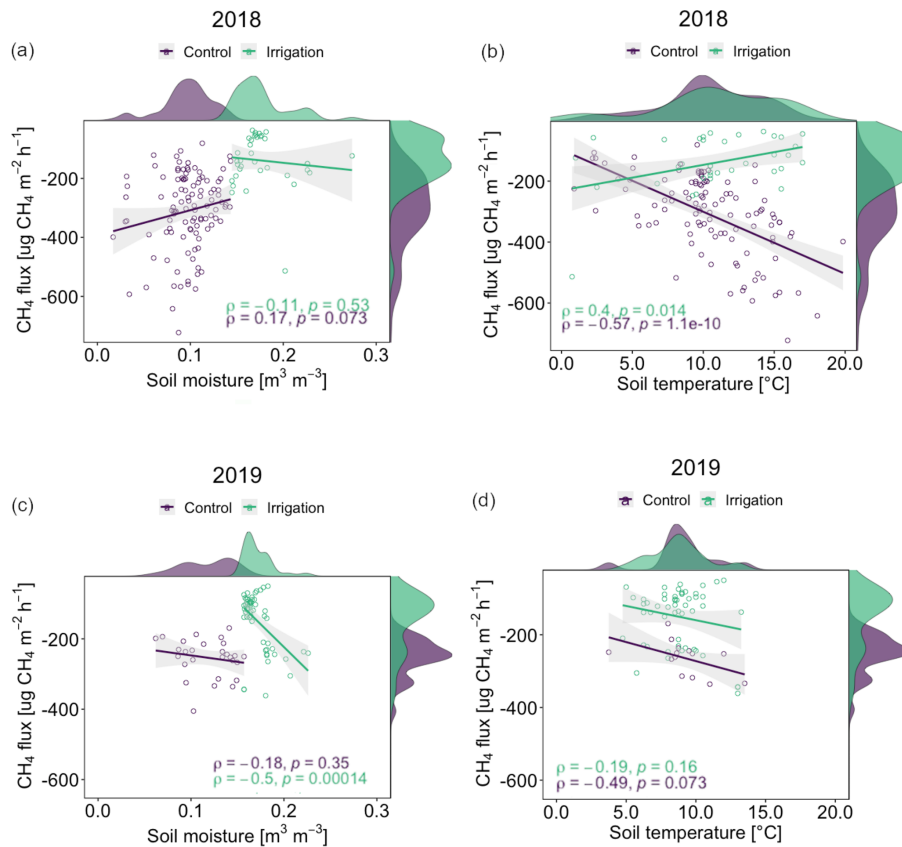 2018
(a)
Control Irrigation
CH₄ flux [ug CH₄ m⁻² h⁻¹]
-200
-400
-600
ρ = −0.11, p = 0.53
ρ = 0.17, p = 0.073
0.0 0.1 0.2 0.3
Soil moisture [m³ m⁻³]
2018
(b)
Control Irrigation
CH₄ flux [ug CH₄ m⁻² h⁻¹]
-200
-400
-600
ρ = 0.4, p = 0.014
ρ = −0.57, p = 1.1e-10
0.0 5.0 10.0 15.0 20.0
Soil temperature [°C]
2019
(c)
Control Irrigation
CH₄ flux [ug CH₄ m⁻² h⁻¹]
-200
-400
-600
ρ = −0.18, p = 0.35
ρ = −0.5, p = 0.00014
0.0 0.1 0.2 0.3
Soil moisture [m³ m⁻³]
2019
(d)
Control Irrigation
CH₄ flux [ug CH₄ m⁻² h⁻¹]
-200
-400
-600
ρ = −0.19, p = 0.16
ρ = −0.49, p = 0.073
0.0 5.0 10.0 15.0 20.0
Soil temperature [°C]